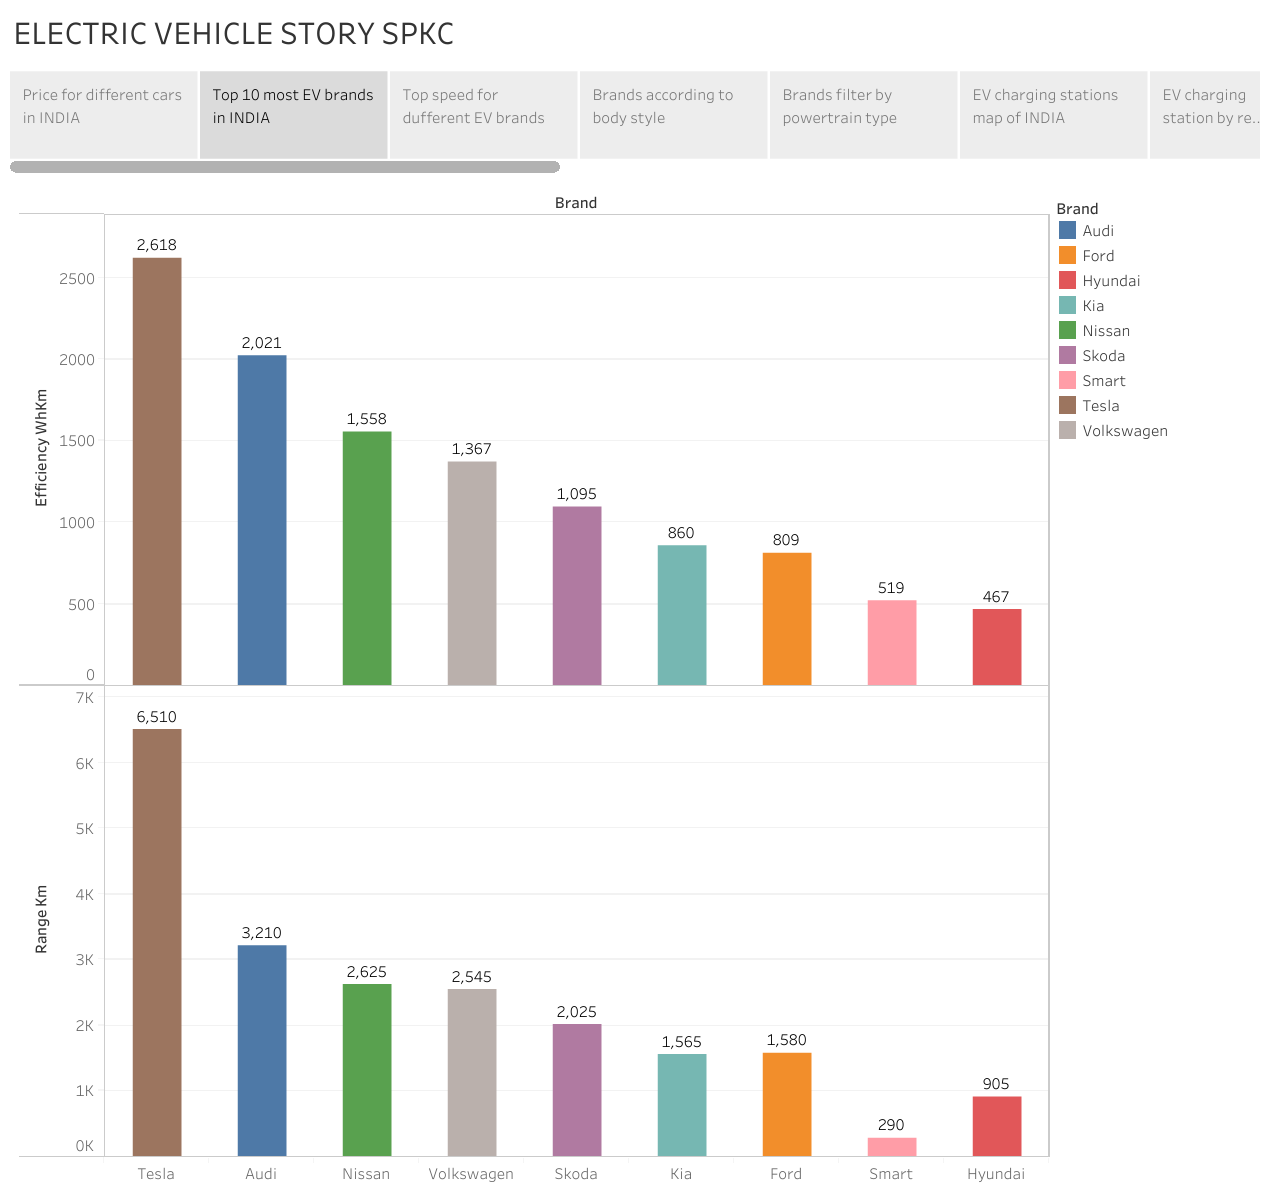 ELECTRIC VEHICLE STORY SPKC
Price for different cars
in INDIA
Top 10 most EV brands
in INDIA
Top speed for
dufferent EV brands
Brands according to
body style
Brands filter by
powertrain type
EV charging stations
map of INDIA
EV charging
station by re..
Brand
Brand
Audi
Ford
Hyundai
Kia
Nissan
Skoda
Smart
Tesla
Volkswagen
Efficiency WhKm
2500
2000
1500
1000
500
0
2,618
2,021
1,558
1,367
1,095
860
809
519
467
Range Km
7K
6K
5K
4K
3K
2K
1K
0K
6,510
3,210
2,625
2,545
2,025
1,565
1,580
290
905
Tesla
Audi
Nissan
Volkswagen
Skoda
Kia
Ford
Smart
Hyundai